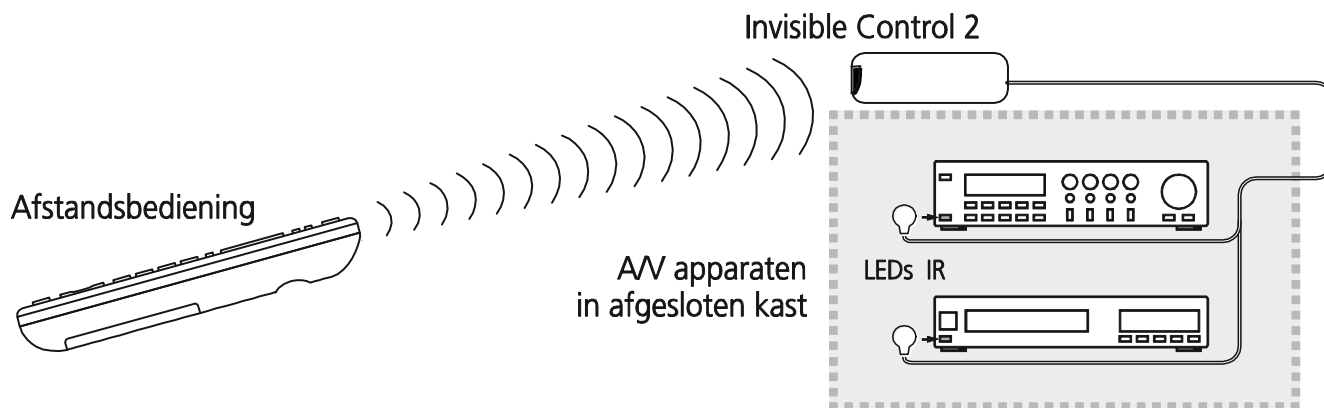 Invisible Control 2
Afstandsbediening
A/V apparaten
in afgesloten kast
LEDs IR